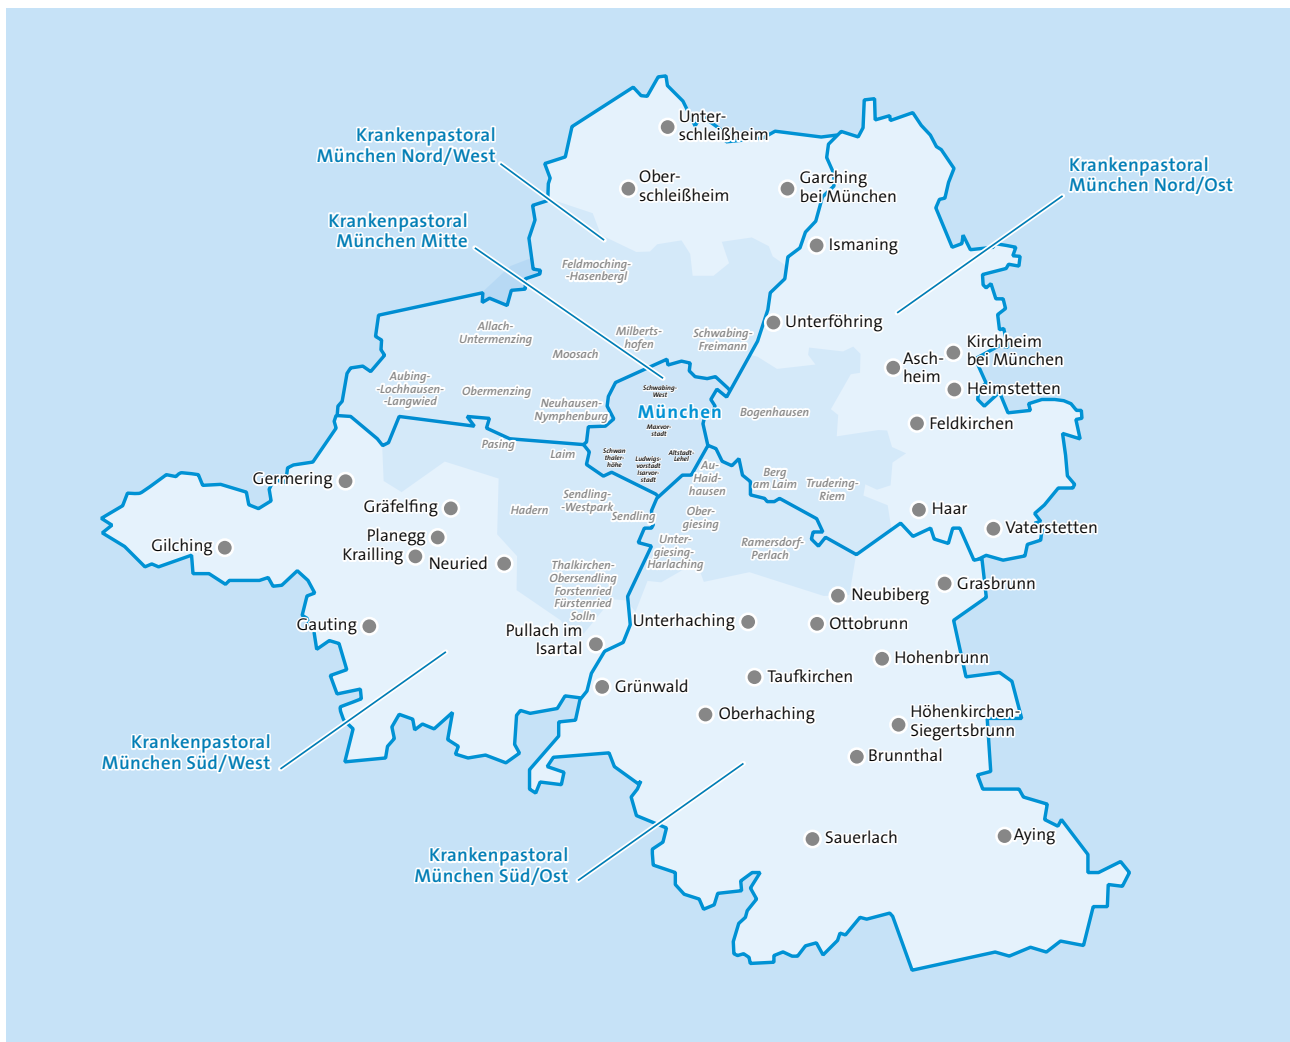 Unter-
schleißheim
Krankenpastoral
München Nord/West
Krankenpastoral
München Nord/Ost
Ober-
schleißheim
Garching
bei München
Krankenpastoral
München Mitte
Ismaning
Feldmoching-
-Hasenbergl
Unterföhring
Allach-
Untermenzing
Milberts-
hofen
Schwabing-
Freimann
Moosach
Kirchheim
bei München
Asch-
heim
Aubing-
-Lochhausen-
-Langwied
Obermenzing
Schwabing-
West
Heimstetten
Neuhausen-
Nymphenburg
München
Bogenhausen
Feldkirchen
Maxvor-
stadt
Pasing
Laim
Schwan
thaler-
höhe
Ludwigs-
vorstadt
Isarvor-
stadt
Altstadt-
Lehel
Au-
Haid-
hausen
Berg
am Laim
Trudering-
Riem
Germering
Gräfelfing
Hadern
Sendling-
-Westpark
Sendling
Ober-
giesing
Haar
Vaterstetten
Planegg
Krailling
Neuried
Gilching
Unter-
giesing-
Harlaching
Ramersdorf-
Perlach
Thalkirchen-
Obersendling
Forstenried
Fürstenried
Solln
Grasbrunn
Neubiberg
Gauting
Unterhaching
Ottobrunn
Pullach im
Isartal
Hohenbrunn
Grünwald
Taufkirchen
Oberhaching
Höhenkirchen-
Siegertsbrunn
Krankenpastoral
München Süd/West
Brunnthal
Sauerlach
Aying
Krankenpastoral
München Süd/Ost